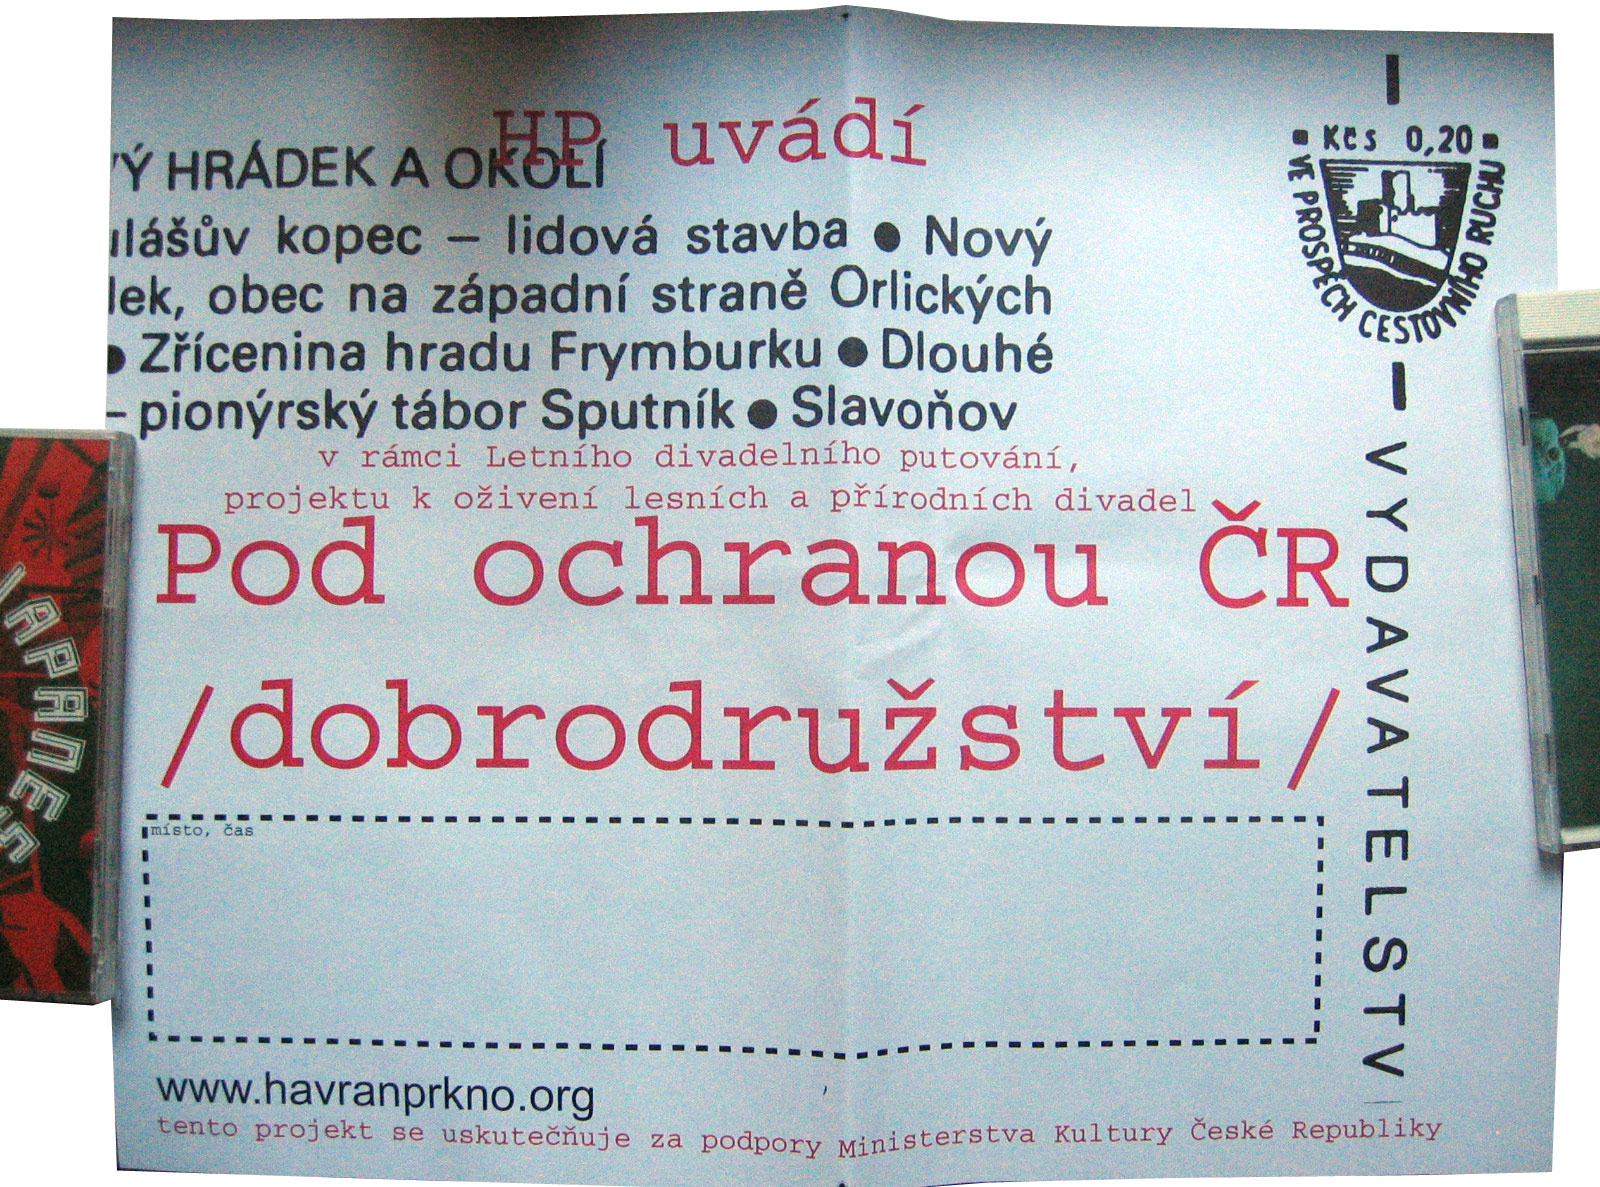 HP uvádí
VÝ HRÁDEK A OKOLÍ
ulášův kopec – lidová stavba ● Nový
dek, obec na západní straně Orlických
● Zřícenina hradu Frymburku ● Dlouhé
– pionýrský tábor Sputník ● Slavoňov
v rámci Letního divadelního putování,
projektu k oživení lesních a přírodních divadel
Pod ochranou ČR
/dobrodružství/
místo, čas
www.havranprkno.org
tento projekt se uskutečňuje za podpory Ministerstva Kultury České Republiky
▪ Kčs 0,20 ▪
VE PROSPĚCH CESTOVNÍHO RUCHU
VYDAVATELSTV